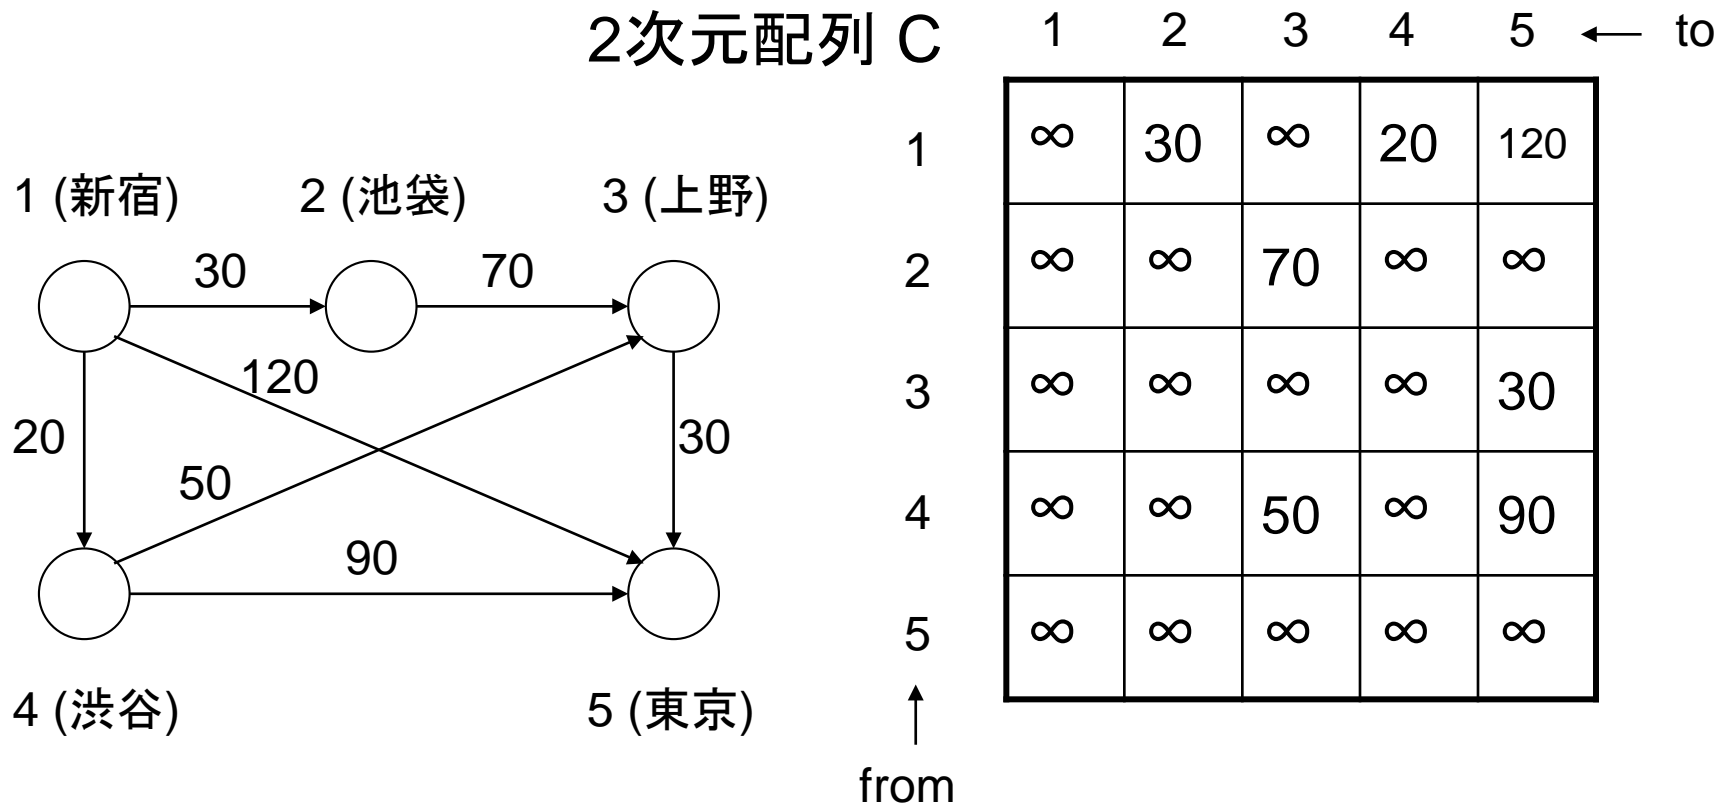 2次元配列 C
1 2 3 4 5 ← to
1 (新宿) 2 (池袋) 3 (上野)
30 70
120
20 30
50
90
4 (渋谷) 5 (東京)
1 ∞ 30 ∞ 20 120
2 ∞ ∞ 70 ∞ ∞
3 ∞ ∞ ∞ ∞ 30
4 ∞ ∞ 50 ∞ 90
5 ∞ ∞ ∞ ∞ ∞
↑
from